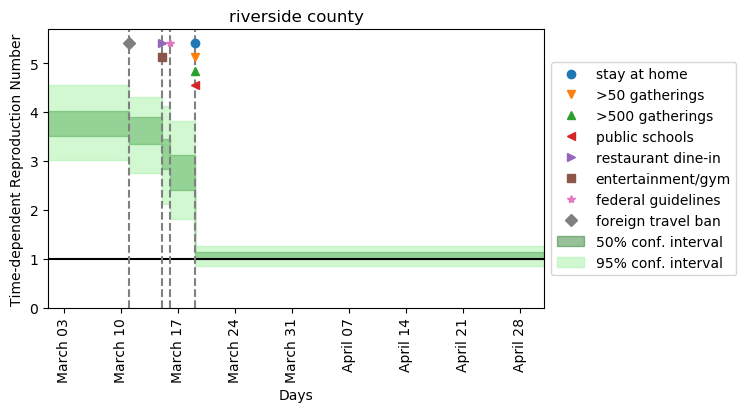 riverside county
Time-dependent Reproduction Number
5
4
3
2
1
0
March 03
March 10
March 17
March 24
March 31
April 07
April 14
April 21
April 28
Days
stay at home
>50 gatherings
>500 gatherings
public schools
restaurant dine-in
entertainment/gym
federal guidelines
foreign travel ban
50% conf. interval
95% conf. interval